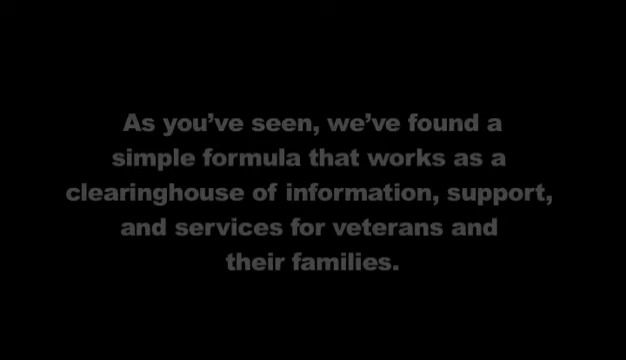 As you’ve seen, we’ve found a
simple formula that works as a
clearinghouse of information, support,
and services for veterans and
their families.